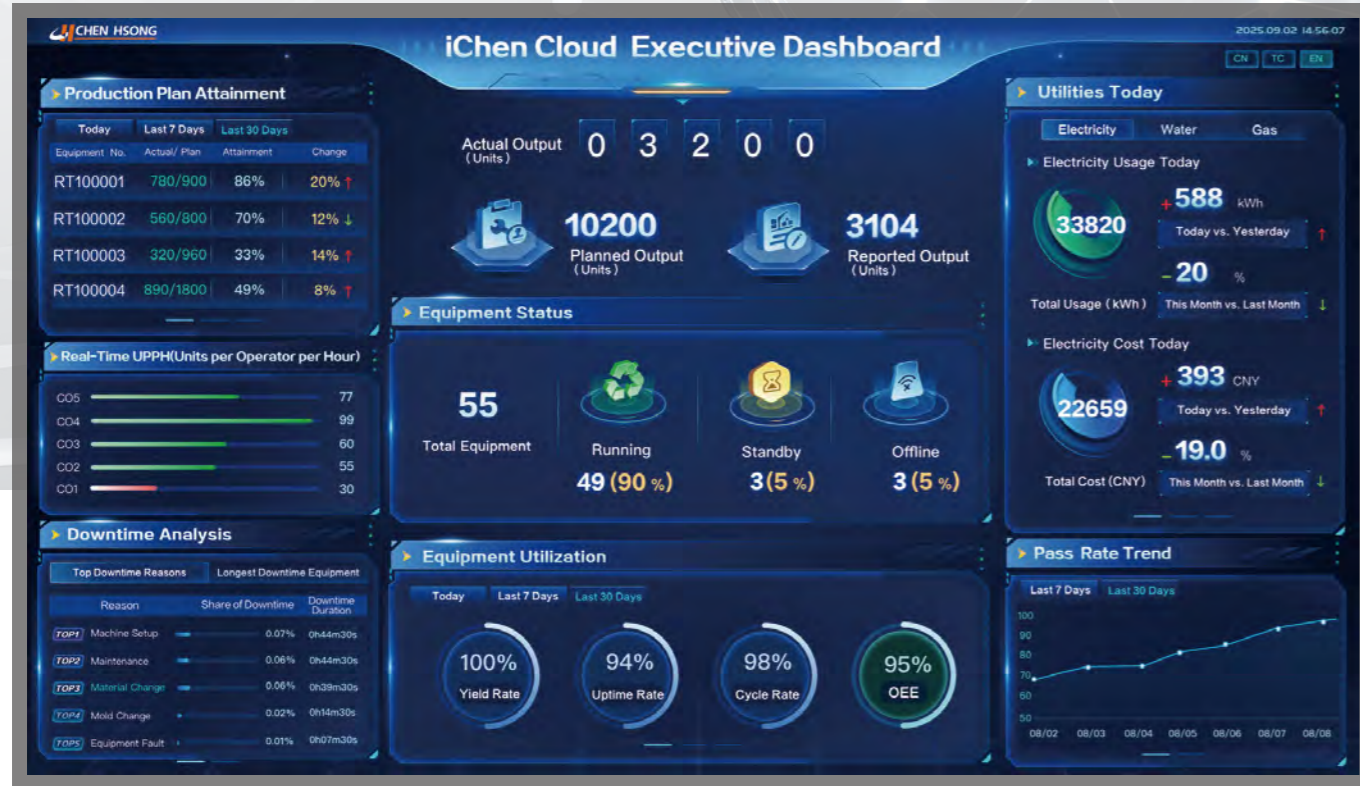 CHEN HSONG
iChen Cloud Executive Dashboard
2025.09.02 14:56:07
CN TC EN
Production Plan Attainment
Today Last 7 Days Last 30 Days
Equipment No. Actual/ Plan Attainment Change
RT100001 780/900 86% 20% ↑
RT100002 560/800 70% 12% ↓
RT100003 320/960 33% 14% ↑
RT100004 890/1800 49% 8% ↑
Real-Time UPPH(Units per Operator per Hour)
CO5 77
CO4 99
CO3 60
CO2 55
CO1 30
Downtime Analysis
Top Downtime Reasons Longest Downtime Equipment
Reason Share of Downtime Downtime Duration
TOP1 Machine Setup 0.07% 0h44m30s
TOP2 Maintenance 0.06% 0h44m30s
TOP3 Material Change 0.06% 0h39m30s
TOP4 Mold Change 0.02% 0h14m30s
TOP5 Equipment Fault 0.01% 0h07m30s
Actual Output (Units) 0 3 2 0 0
10200
Planned Output
(Units)
3104
Reported Output
(Units)
Equipment Status
55
Total Equipment
Running
49 (90 %)
Standby
3 (5 %)
Offline
3 (5 %)
Equipment Utilization
Today Last 7 Days Last 30 Days
100%
Yield Rate
94%
Uptime Rate
98%
Cycle Rate
95%
OEE
Utilities Today
Electricity Water Gas
Electricity Usage Today
33820
Total Usage (kWh)
+588 kWh
Today vs. Yesterday ↑
-20 %
This Month vs. Last Month ↓
Electricity Cost Today
22659
Total Cost (CNY)
+393 CNY
Today vs. Yesterday ↑
-19.0 %
This Month vs. Last Month ↓
Pass Rate Trend
Last 7 Days Last 30 Days
100
90
80
70
60
50
08/02 08/03 08/04 08/05 08/06 08/07 08/08